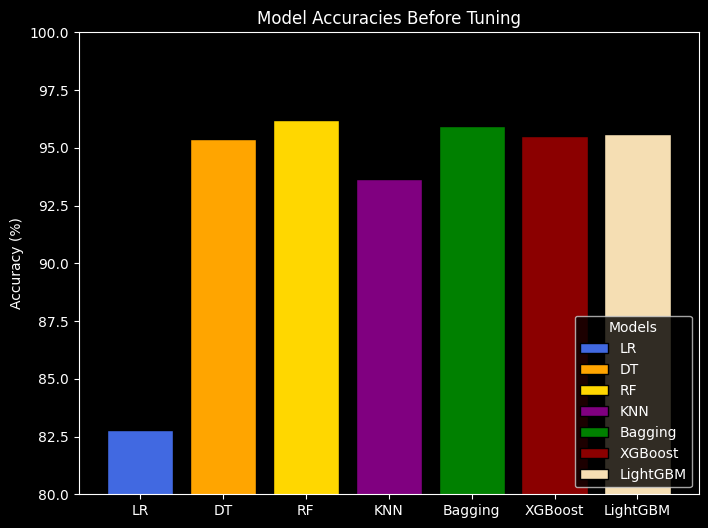 Model Accuracies Before Tuning
Accuracy (%)
100.0
97.5
95.0
92.5
90.0
87.5
85.0
82.5
80.0
LR DT RF KNN Bagging XGBoost LightGBM
Models
LR
DT
RF
KNN
Bagging
XGBoost
LightGBM